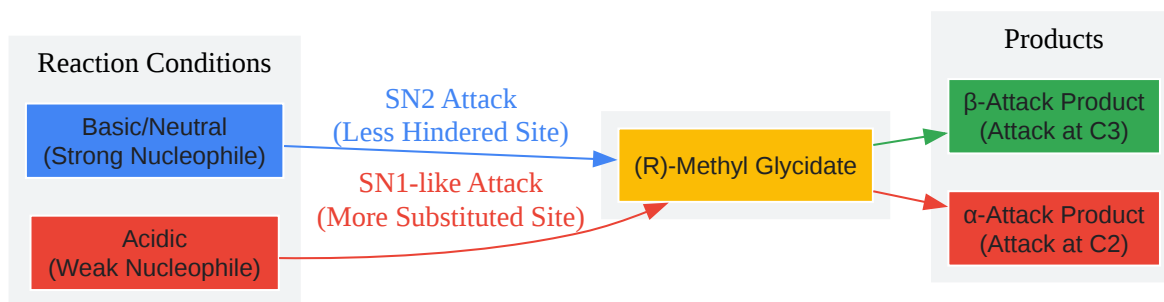 Reaction Conditions
Basic/Neutral
(Strong Nucleophile)
Acidic
(Weak Nucleophile)
SN2 Attack
(Less Hindered Site)
SN1-like Attack
(More Substituted Site)
(R)-Methyl Glycidate
Products
β-Attack Product
(Attack at C3)
α-Attack Product
(Attack at C2)